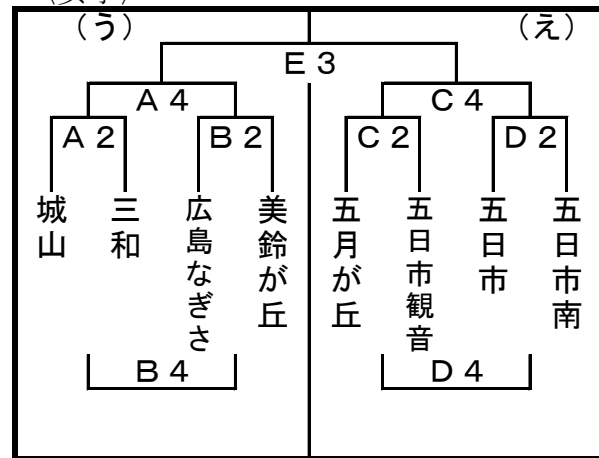 （う）
（え）
Ｅ３
Ａ４
Ｃ４
Ａ２
Ｂ２
Ｃ２
Ｄ２
城山
三和
広島なぎさ
美鈴が丘
五月が丘
五日市観音
五日市
五日市南
Ｂ４
Ｄ４